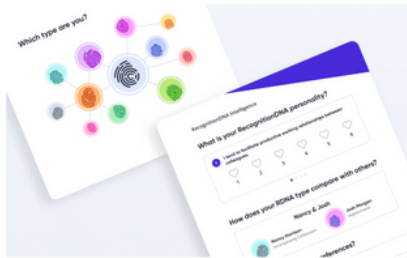 Which type are you?
RecognitionDNA Intelligence
What is your RecognitionDNA personality?
1 I tend to facilitate productive working relationships between
colleagues.
1 2 3 4 5 6
How does your RDNA type compare with others?
Nancy & Josh
Nancy Harrison
Josh Morgan